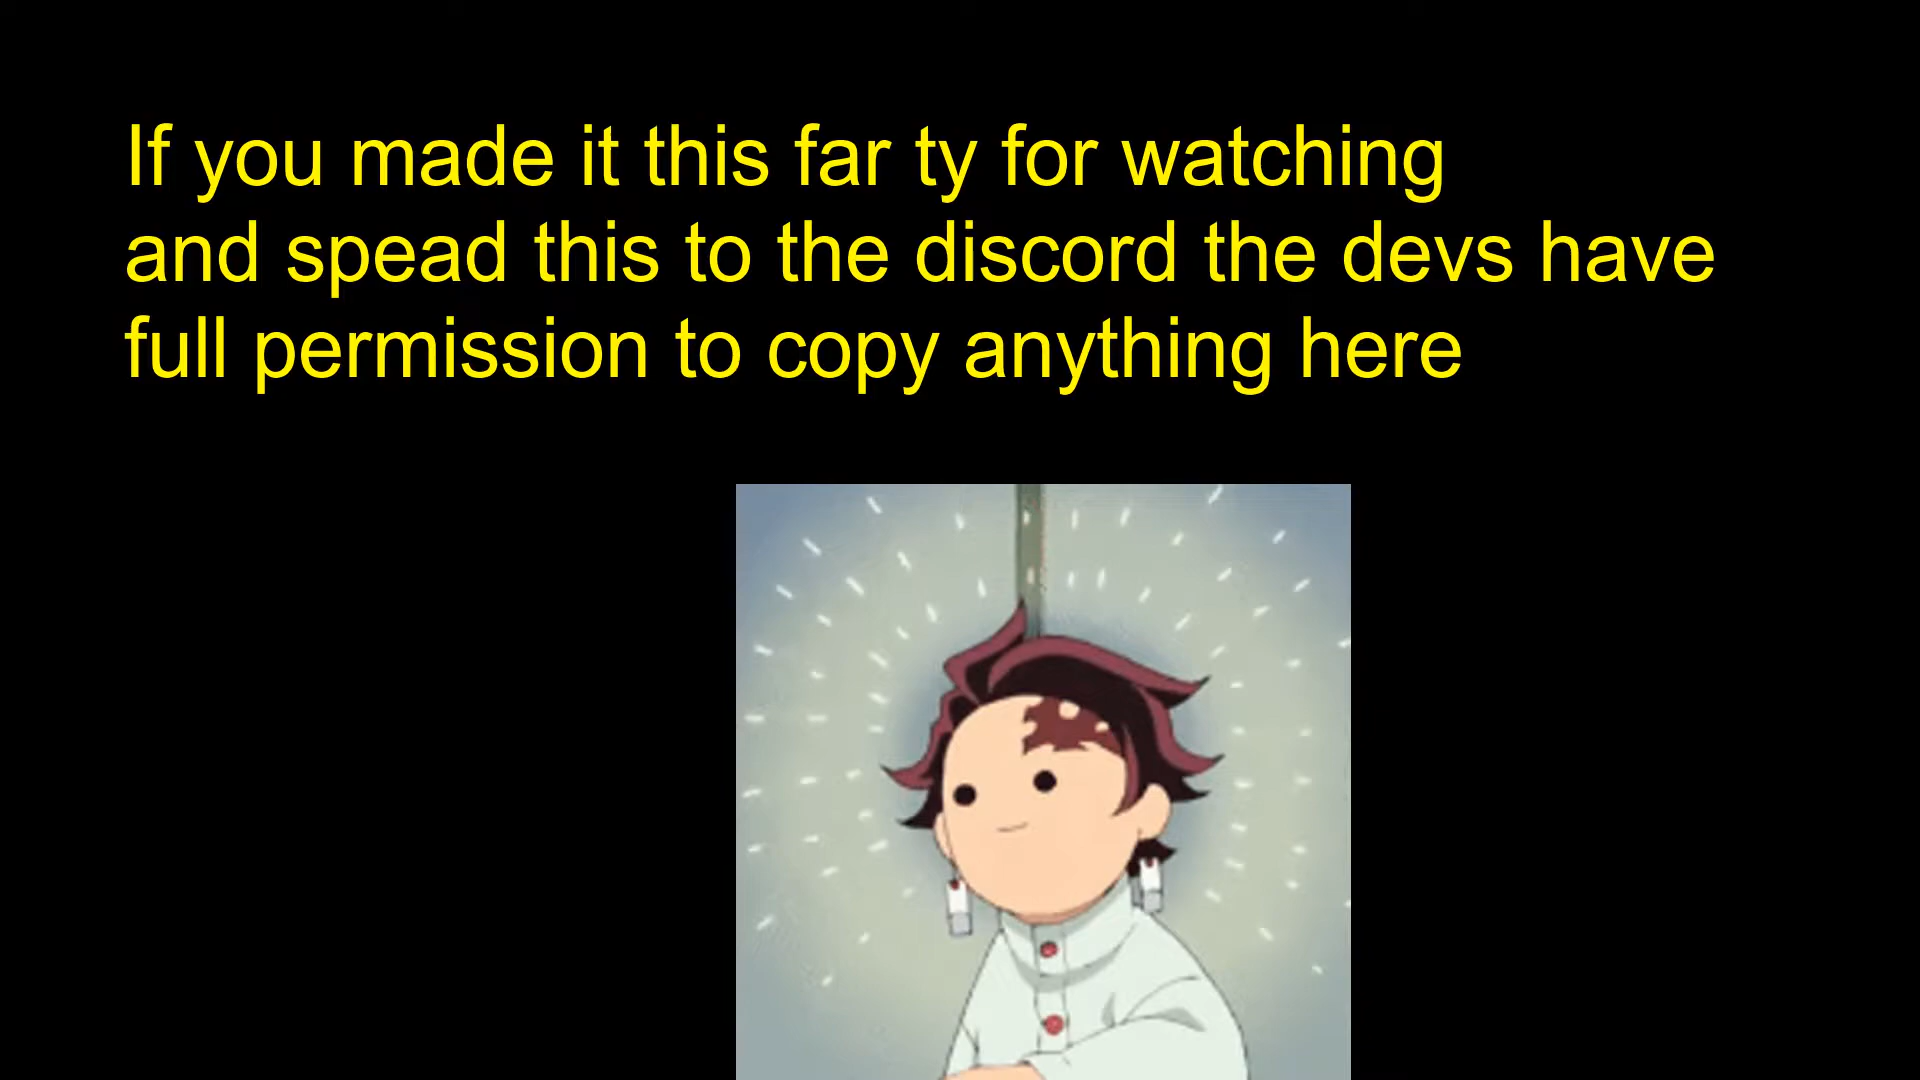 If you made it this far ty for watching
and spead this to the discord the devs have
full permission to copy anything here